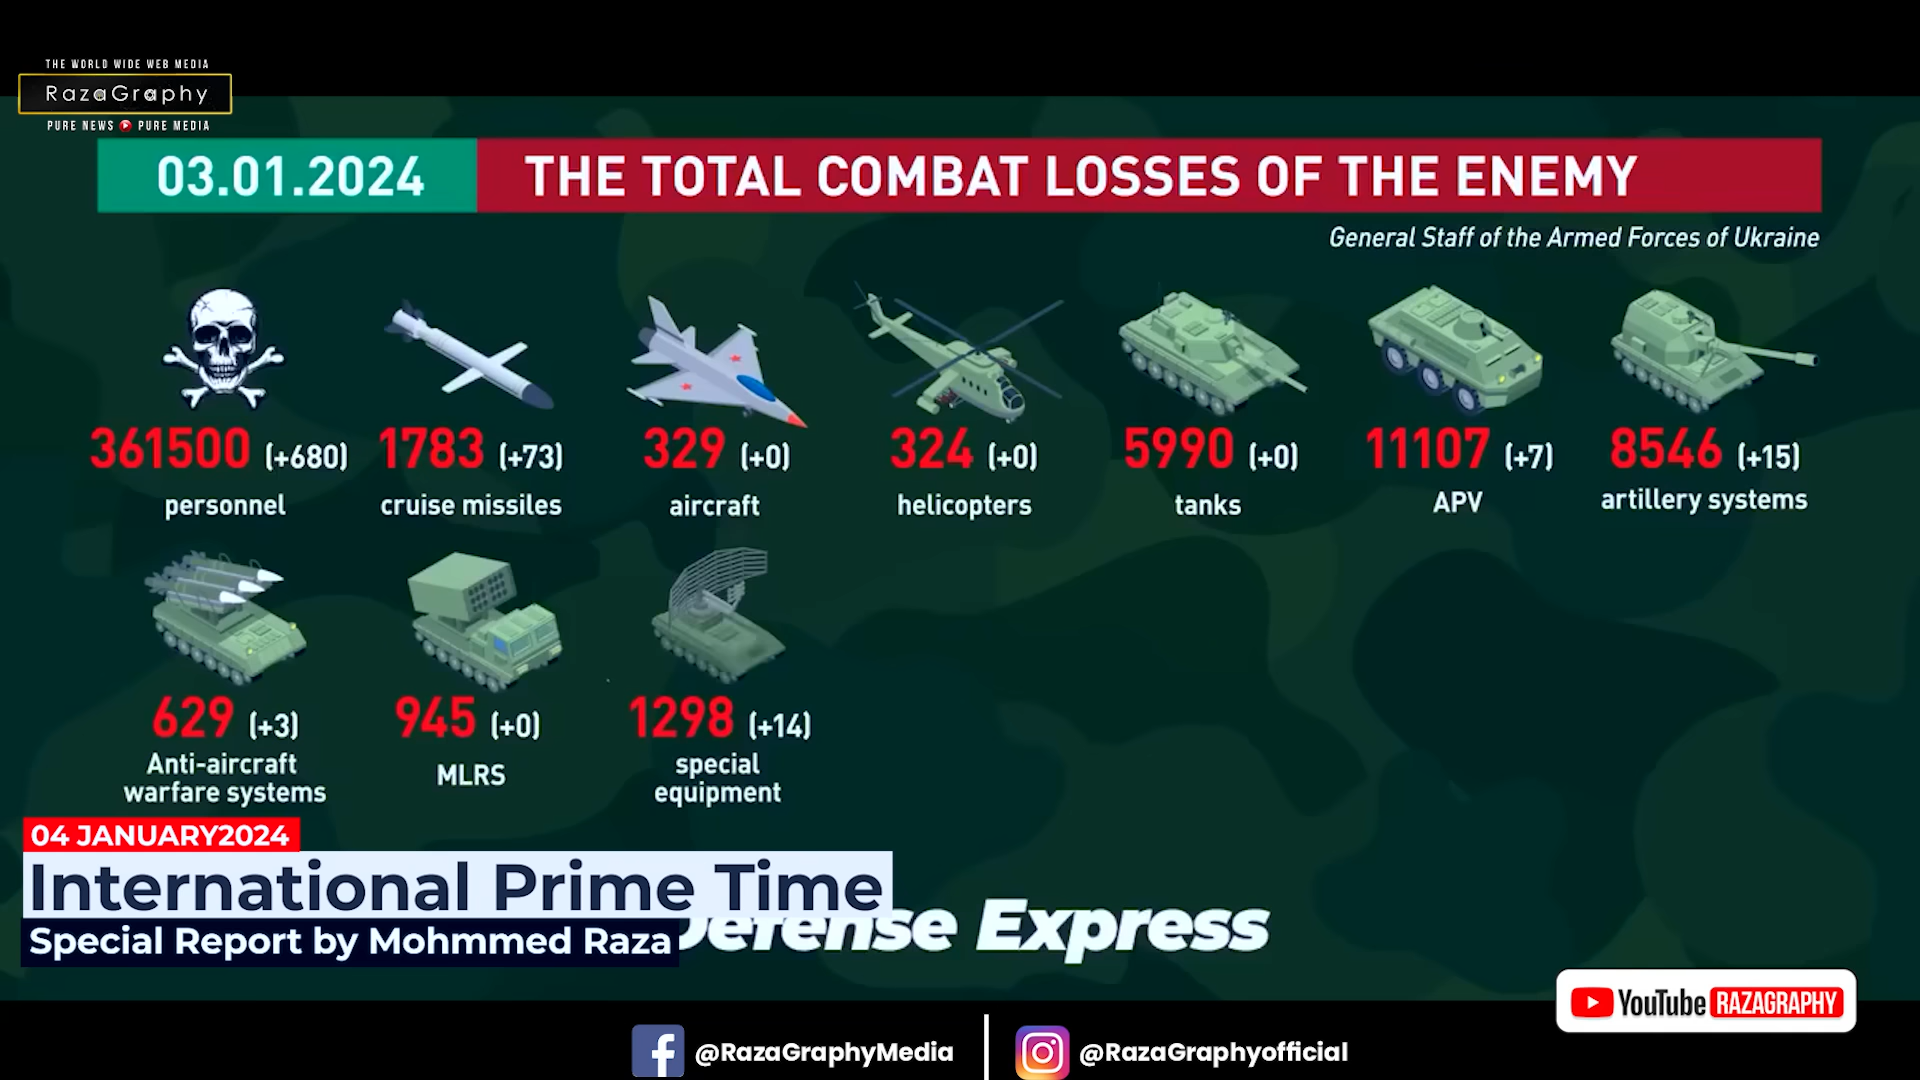 THE WORLD WIDE WEB MEDIA
RazaGraphy
PURE NEWS PURE MEDIA
03.01.2024 THE TOTAL COMBAT LOSSES OF THE ENEMY
General Staff of the Armed Forces of Ukraine
361500 (+680) 1783 (+73) 329 (+0) 324 (+0) 5990 (+0) 11107 (+7) 8546 (+15)
personnel cruise missiles aircraft helicopters tanks APV artillery systems
629 (+3) 945 (+0) 1298 (+14)
Anti-aircraft warfare systems MLRS special equipment
04 JANUARY2024
International Prime Time
Special Report by Mohmmed Raza
Defense Express
YouTube RAZAGRAPHY
@RazaGraphyMedia @RazaGraphyofficial